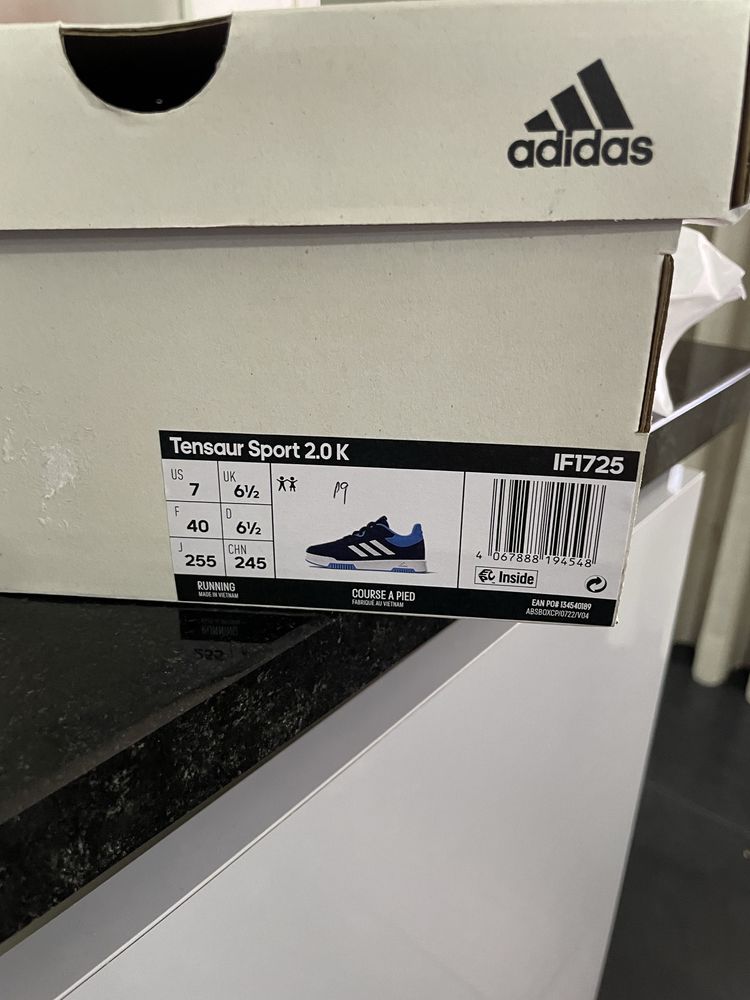 adidas
Tensaur Sport 2.0 K
IF1725
US 7
UK 6½
F 40
D 6½
J 255
CHN 245
4 067888 194548
Inside
RUNNING
MADE IN VIETNAM
COURSE A PIED
FABRIQUÉ AU VIETNAM
EAN PO# 134540189
ABSBOXCP/0722/V04